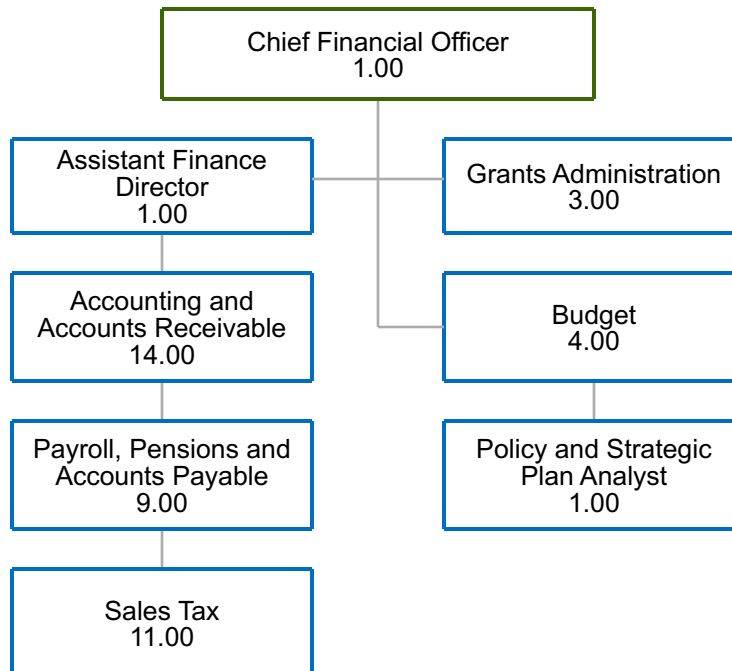 Chief Financial Officer
1.00
Assistant Finance
Director
1.00
Grants Administration
3.00
Accounting and
Accounts Receivable
14.00
Budget
4.00
Payroll, Pensions and
Accounts Payable
9.00
Policy and Strategic
Plan Analyst
1.00
Sales Tax
11.00